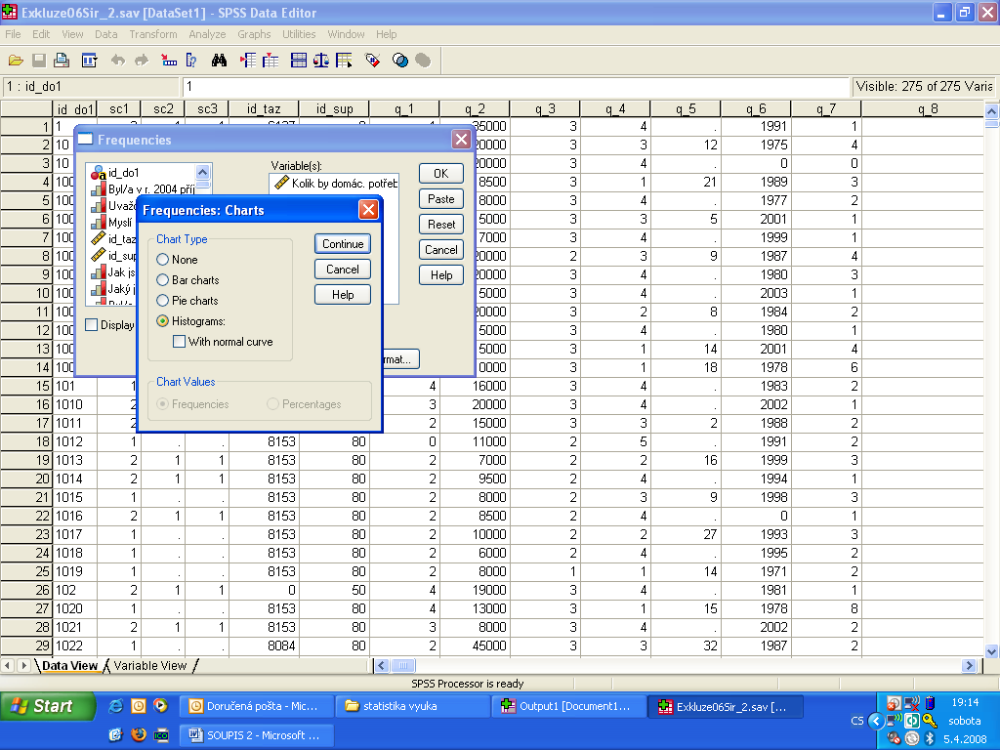 Exkluze06Sir_2.sav [DataSet1] - SPSS Data Editor
File Edit View Data Transform Analyze Graphs Utilities Window Help
1 : id_do1 1 Visible: 275 of 275 Varia
id_do1 sc1 sc2 sc3 id_taz id_sup q_1 q_2 q_3 q_4 q_5 q_6 q_7 q_8
Frequencies
id_do1
Byl/a v r. 2004 příj
Uvažo
Myslí
id_taz
id_sup
Jak js
Jaký j
Display
Variable(s):
Kolik by domác. potřeb
OK
Paste
Reset
Cancel
Help
rmat...
Frequencies: Charts
Chart Type
None
Bar charts
Pie charts
Histograms:
With normal curve
Continue
Cancel
Help
Chart Values
Frequencies Percentages
1 1 35000 3 4 . 1991 1
2 10 20000 3 3 12 1975 4
3 10 20000 3 4 . 0 0
4 100 8500 3 1 21 1989 3
5 100 8000 3 4 . 1977 2
6 100 5000 3 3 5 2001 1
7 100 7000 3 4 . 1999 1
8 100 20000 2 3 9 1987 4
9 100 20000 3 4 . 1980 3
10 100 5000 3 4 . 2003 1
11 100 20000 3 2 8 1984 2
12 100 5000 3 4 . 1980 1
13 100 5000 3 1 14 2001 4
14 100 0000 3 1 18 1978 6
15 101 1 4 16000 3 4 . 1983 2
16 1010 2 3 20000 3 4 . 2002 1
17 1011 2 2 15000 3 3 2 1988 2
18 1012 1 . . 8153 80 0 11000 2 5 . 1991 2
19 1013 2 1 1 8153 80 2 7000 2 2 16 1999 3
20 1014 2 1 1 8153 80 2 9500 2 4 . 1994 1
21 1015 1 . . 8153 80 2 8000 2 3 9 1998 3
22 1016 2 1 1 8153 80 2 8500 2 4 . 0 1
23 1017 1 . . 8153 80 2 10000 2 2 27 1993 3
24 1018 1 . . 8153 80 2 6000 2 4 . 1995 2
25 1019 1 . . 8153 80 2 8000 1 1 14 1971 2
26 102 2 1 1 0 50 4 19000 3 4 . 1981 1
27 1020 1 . . 8153 80 4 13000 3 1 15 1978 8
28 1021 2 1 1 8153 80 3 8000 3 4 . 2002 2
29 1022 1 . . 8084 80 2 45000 3 3 32 1987 2
Data View Variable View
SPSS Processor is ready
Start
Doručená pošta - Mic...
statistika vyuka
Output1 [Document1...
Exkluze06Sir_2.sav [...
SOUPIS 2 - Microsoft ...
CS
19:14
sobota
5.4.2008